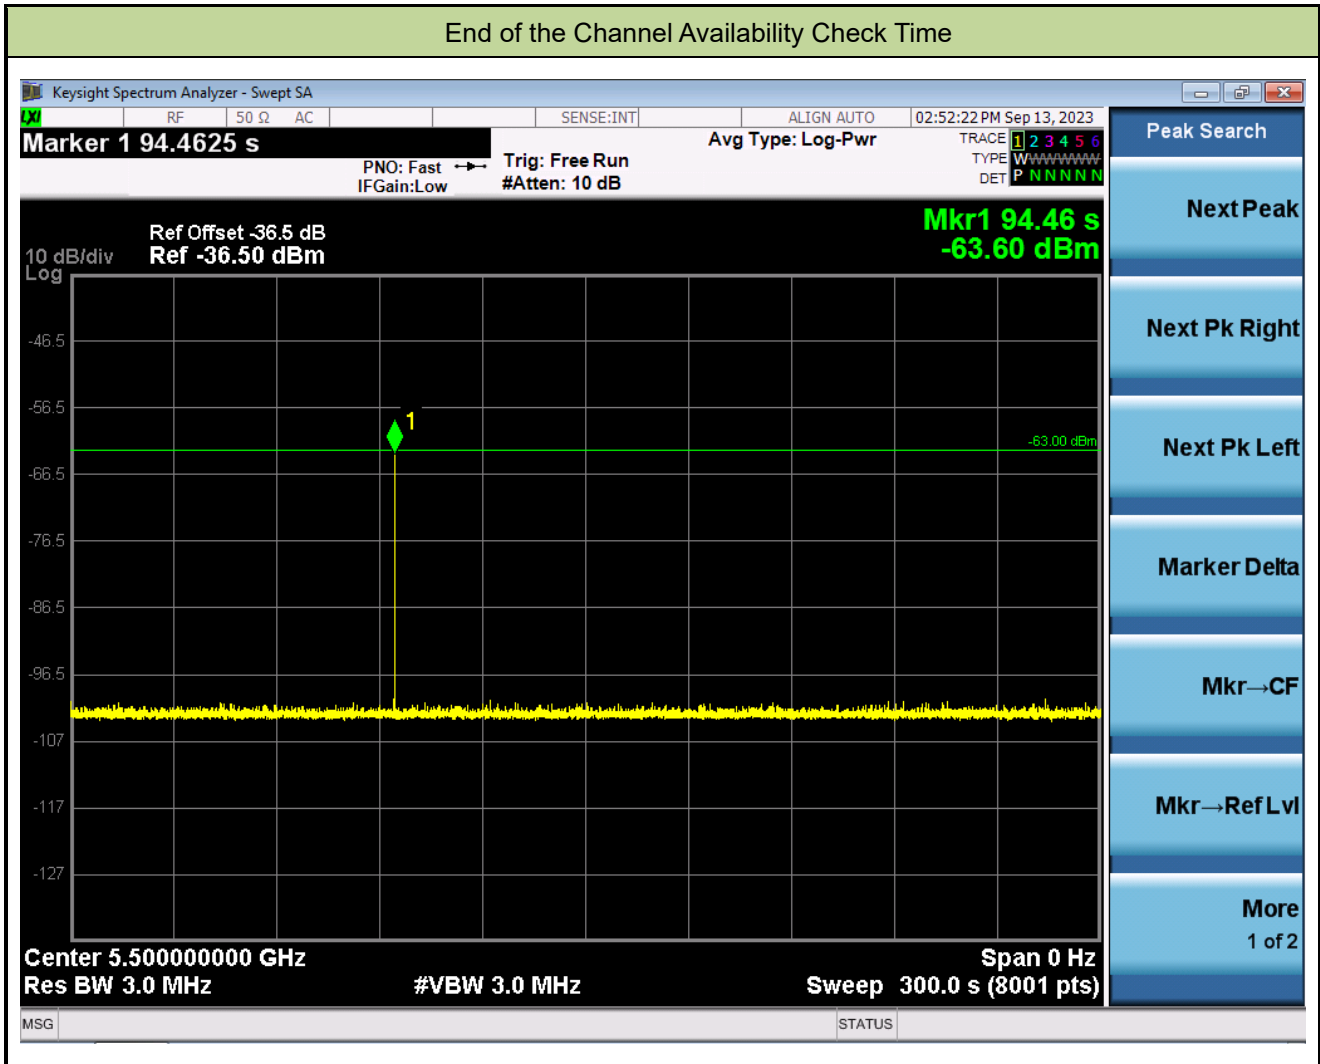 End of the Channel Availability Check Time
Keysight Spectrum Analyzer - Swept SA
LXI RF 50 Ω AC SENSE:INT ALIGN AUTO 02:52:22 PM Sep 13, 2023
Marker 1 94.4625 s
PNO: Fast
IFGain:Low
Trig: Free Run
#Atten: 10 dB
Avg Type: Log-Pwr
TRACE 1 2 3 4 5 6
TYPE WWWWWW
DET P N N N N N
Peak Search
Mkr1 94.46 s
-63.60 dBm
Ref Offset -36.5 dB
10 dB/div Ref -36.50 dBm
Log
-46.5
-56.5
-66.5
-76.5
-86.5
-96.5
-107
-117
-127
1
-63.00 dBm
Center 5.500000000 GHz Span 0 Hz
Res BW 3.0 MHz #VBW 3.0 MHz Sweep 300.0 s (8001 pts)
Next Peak
Next Pk Right
Next Pk Left
Marker Delta
Mkr→CF
Mkr→Ref Lvl
More
1 of 2
MSG STATUS